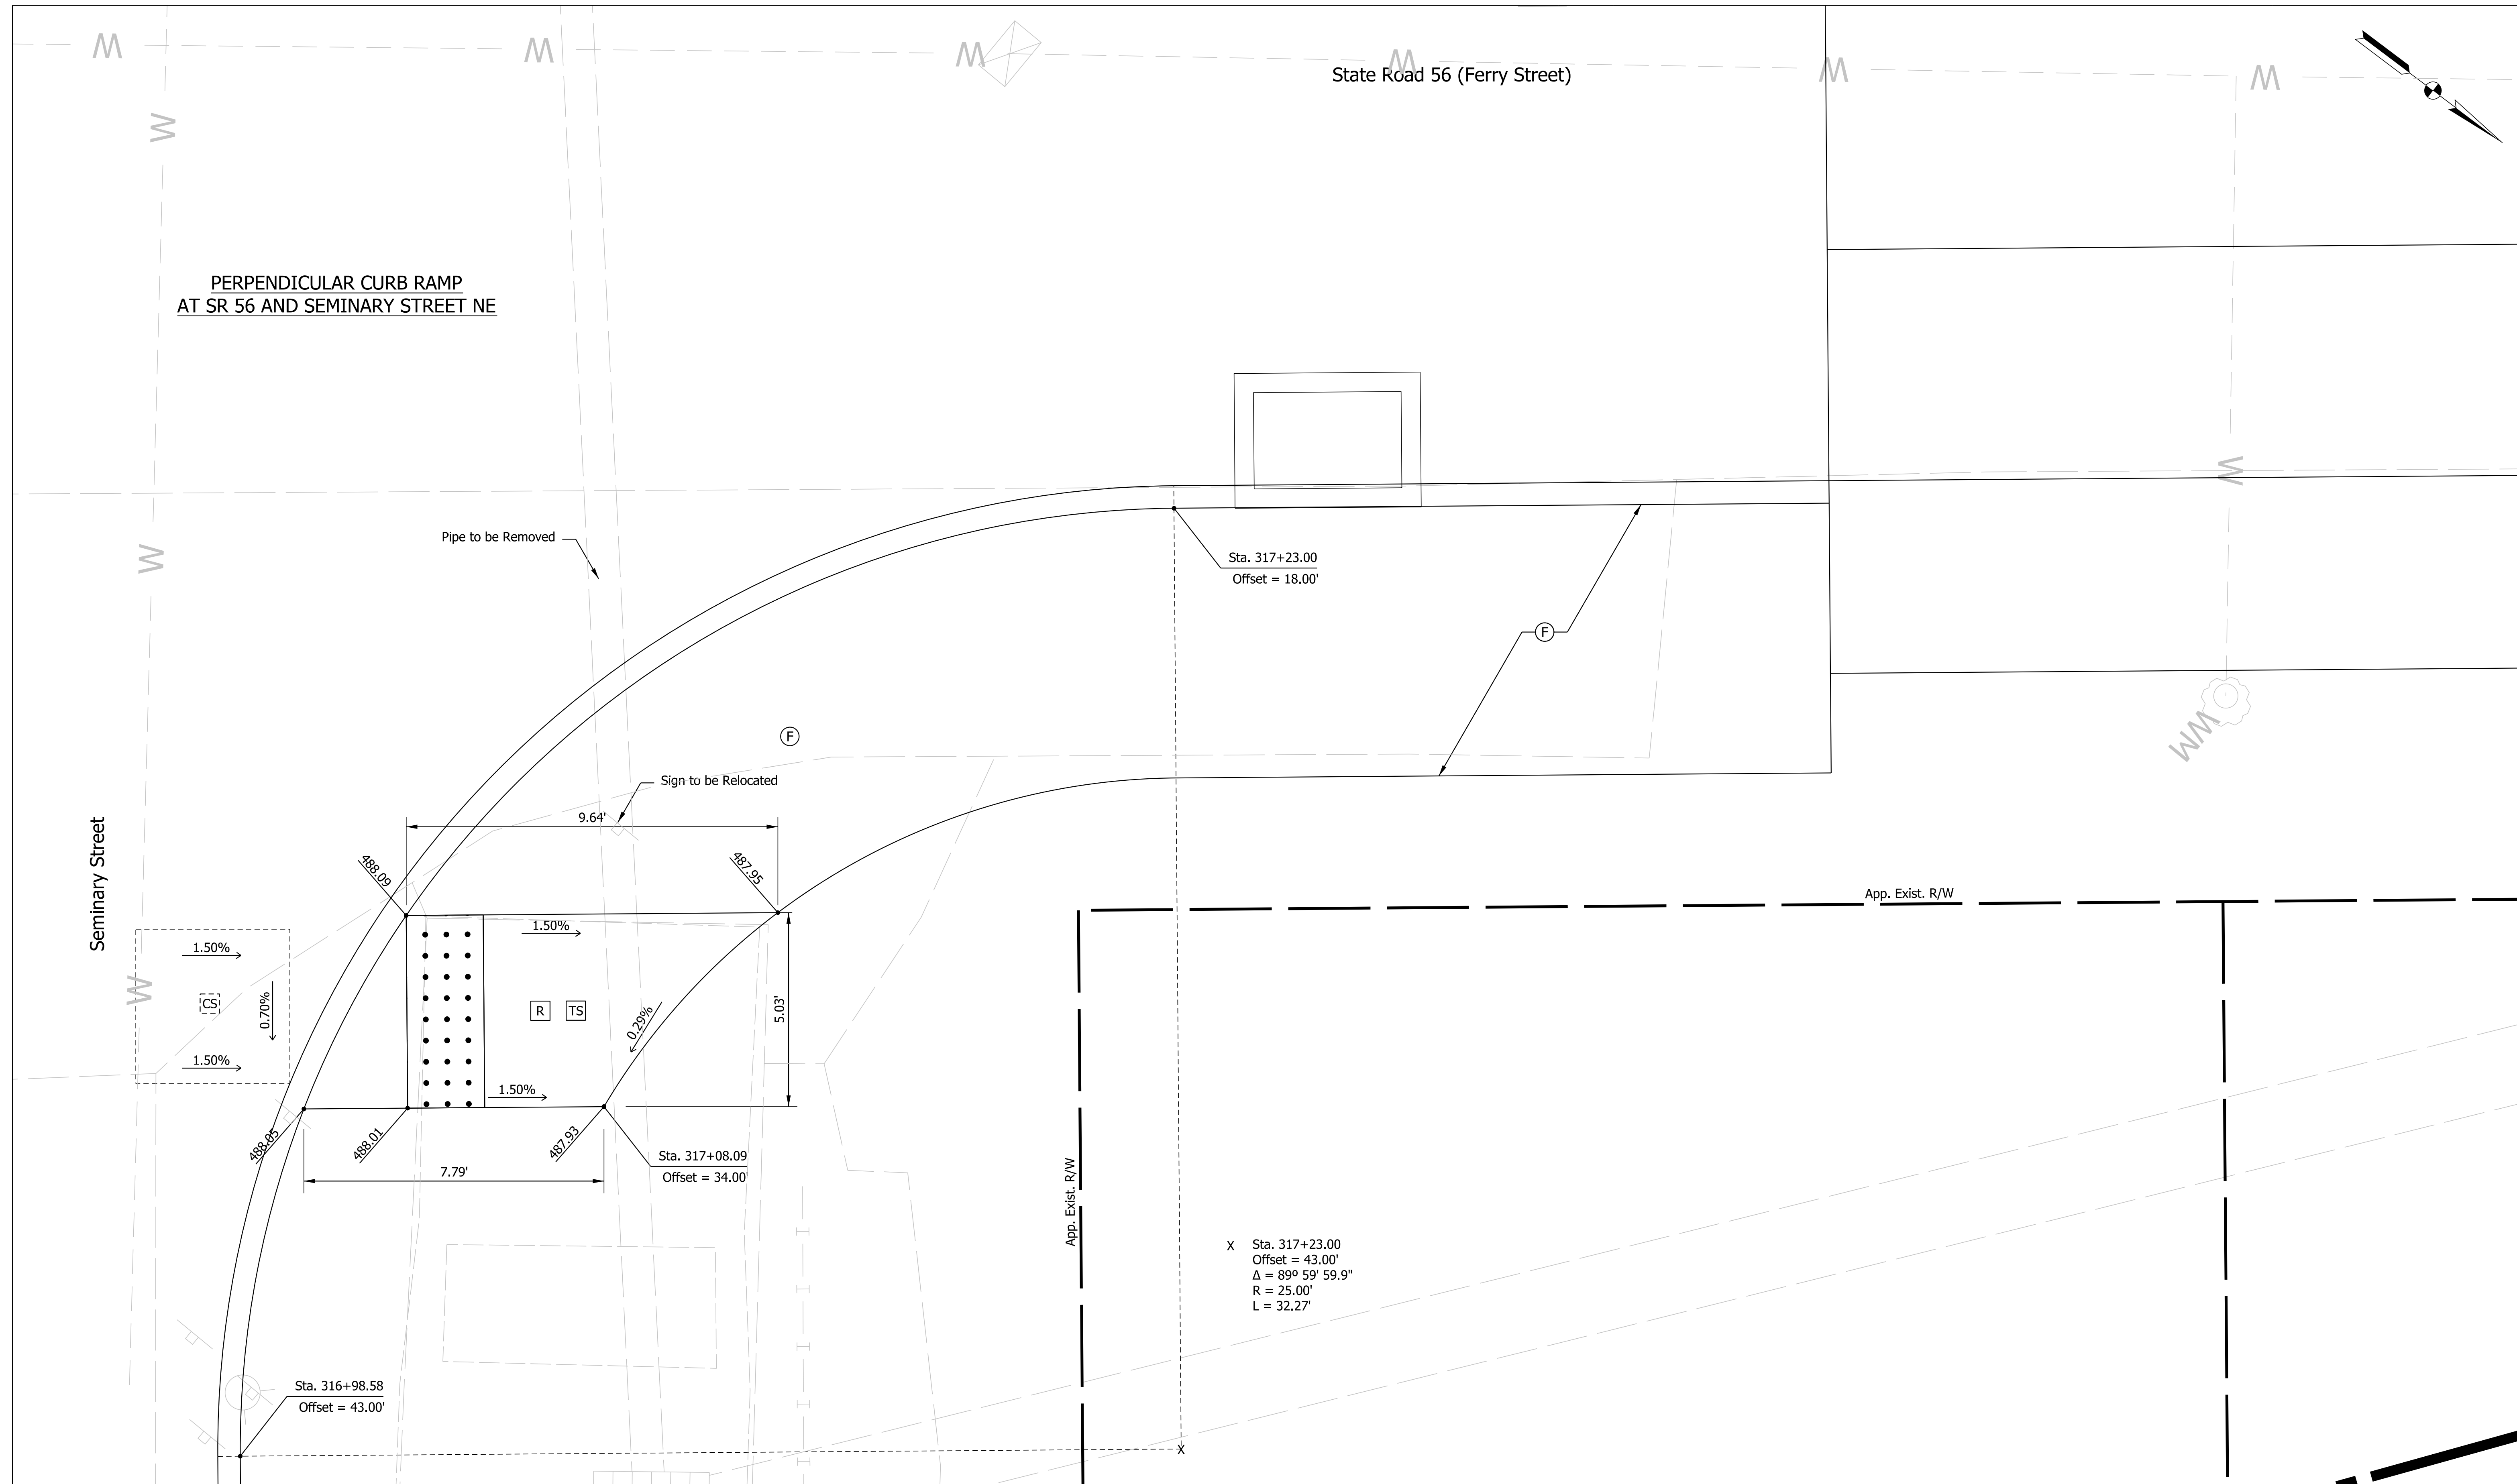 W
W
W
W
W
W
W
State Road 56 (Ferry Street)
PERPENDICULAR CURB RAMP
AT SR 56 AND SEMINARY STREET NE
W
W
Pipe to be Removed
Sta. 317+23.00
Offset = 18.00'
F
F
WM
Sign to be Relocated
9.64'
Seminary Street
488.09
487.95
App. Exist. R/W
1.50%
1.50%
W
CS
0.70%
R
TS
0.29%
5.03'
1.50%
1.50%
488.05
488.01
487.93
Sta. 317+08.09
Offset = 34.00'
7.79'
App. Exist. R/W
X
Sta. 317+23.00
Offset = 43.00'
Δ = 89º 59' 59.9"
R = 25.00'
L = 32.27'
Sta. 316+98.58
Offset = 43.00'
X